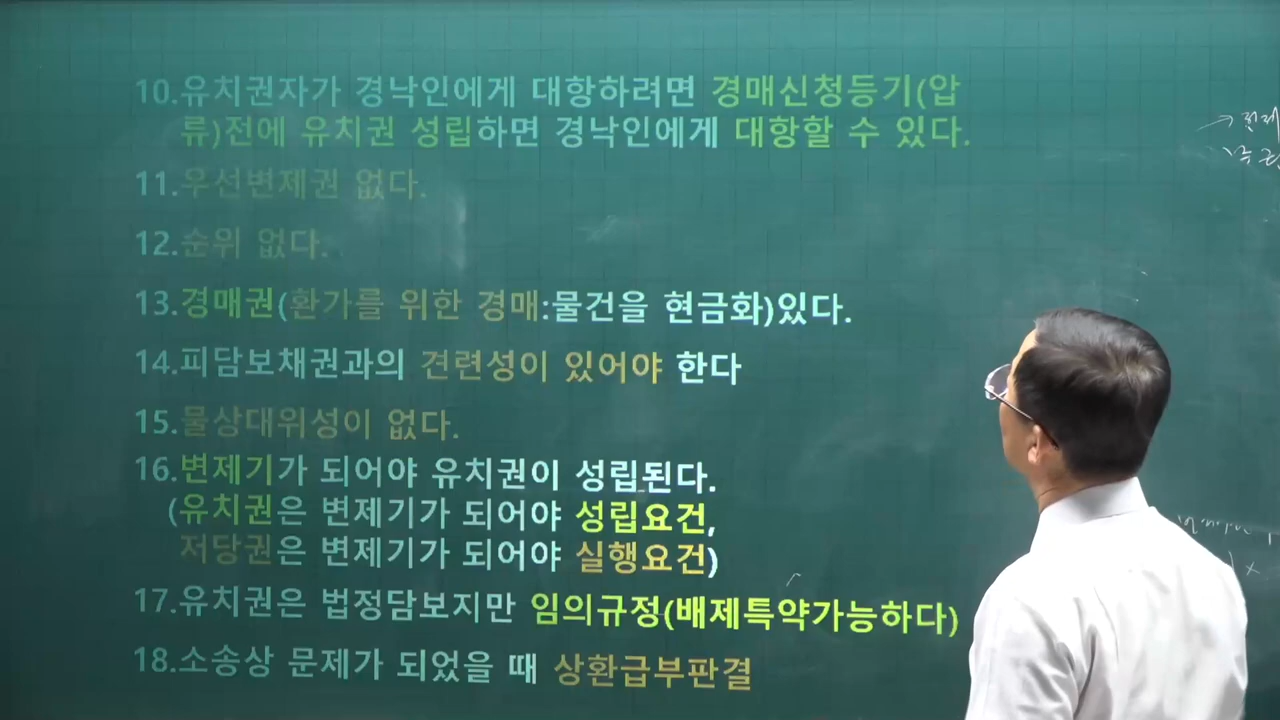 10.유치권자가 경낙인에게 대항하려면 경매신청등기(압
류)전에 유치권 성립하면 경낙인에게 대항할 수 있다.
11.우선변제권 없다.
12.순위 없다.
13.경매권(환가를 위한 경매:물건을 현금화)있다.
14.피담보채권과의 견련성이 있어야 한다
15.물상대위성이 없다.
16.변제기가 되어야 유치권이 성립된다.
(유치권은 변제기가 되어야 성립요건,
저당권은 변제기가 되어야 실행요건)
17.유치권은 법정담보지만 임의규정(배제특약가능하다)
18.소송상 문제가 되었을 때 상환급부판결